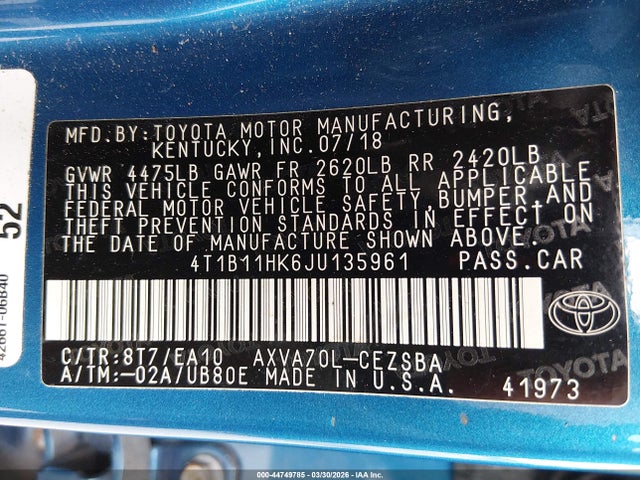 MFD.BY:TOYOTA MOTOR MANUFACTURING,
KENTUCKY,INC.07/18
GVWR 4475LB GAWR FR 2620LB RR 2420LB
THIS VEHICLE CONFORMS TO ALL APPLICABLE
FEDERAL MOTOR VEHICLE SAFETY,BUMPER,AND
THEFT PREVENTION STANDARDS IN EFFECT ON
THE DATE OF MANUFACTURE SHOWN ABOVE.
4T1B11HK6JU135961 PASS.CAR
C/TR:8T7/EA10 AXVA70L-CEZSBA
A/TM:-02A/UB80E MADE IN U.S.A. 41973
TOYOTA
52
42661-06B40
000-44749785 - 03/30/2026 - IAA Inc.